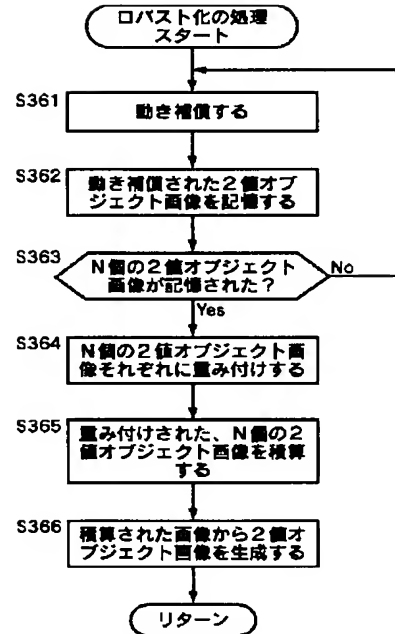 ロバスト化の処理
スタート
S361
動き補償する
S362
動き補償された2値オブ
ジェクト画像を記憶する
S363
N個の2値オブジェクト
画像が記憶された?
No
Yes
S364
N個の2値オブジェクト画
像それぞれに重み付けする
S365
重み付けされた、N個の2
値オブジェクト画像を積算
する
S366
積算された画像から2値オ
ブジェクト画像を生成する
リターン